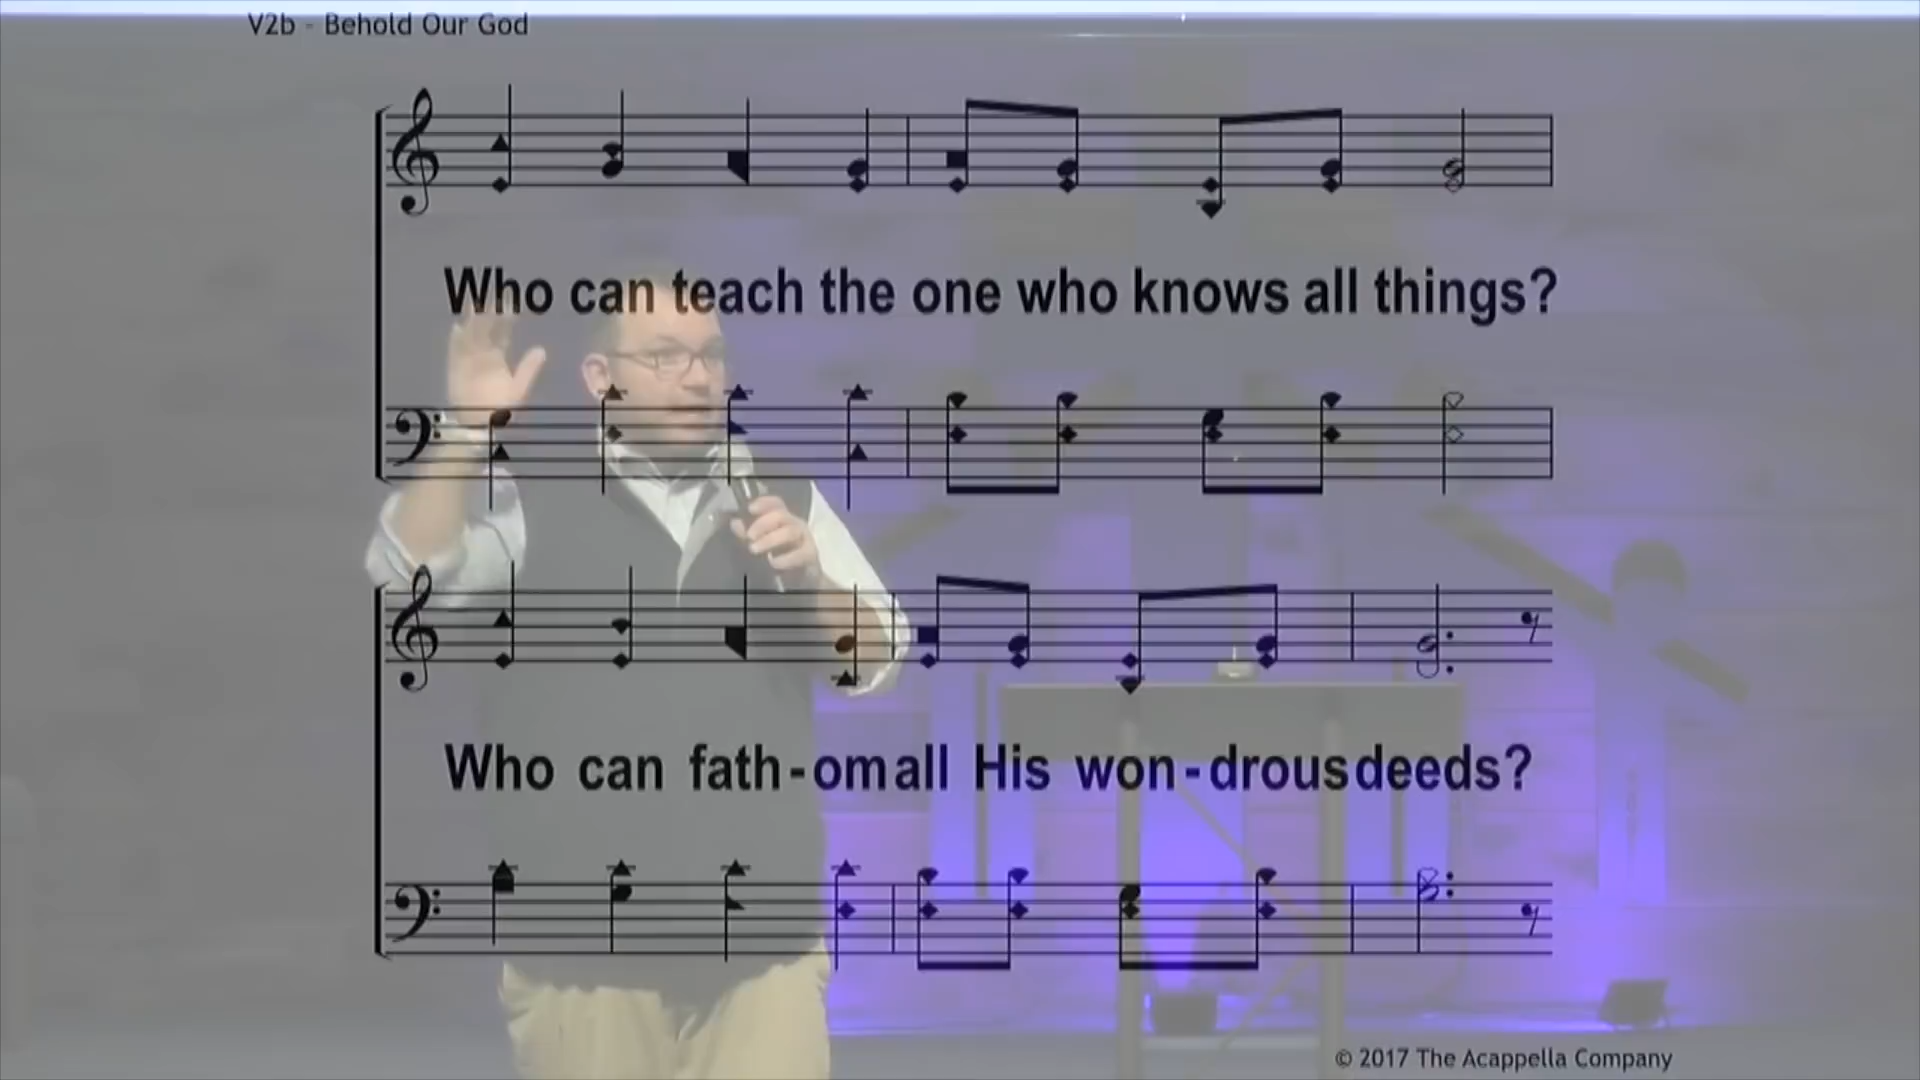 V2b - Behold Our God
Who can teach the one who knows all things?
Who can fath-omall His won-drousdeeds?
© 2017 The Acappella Company